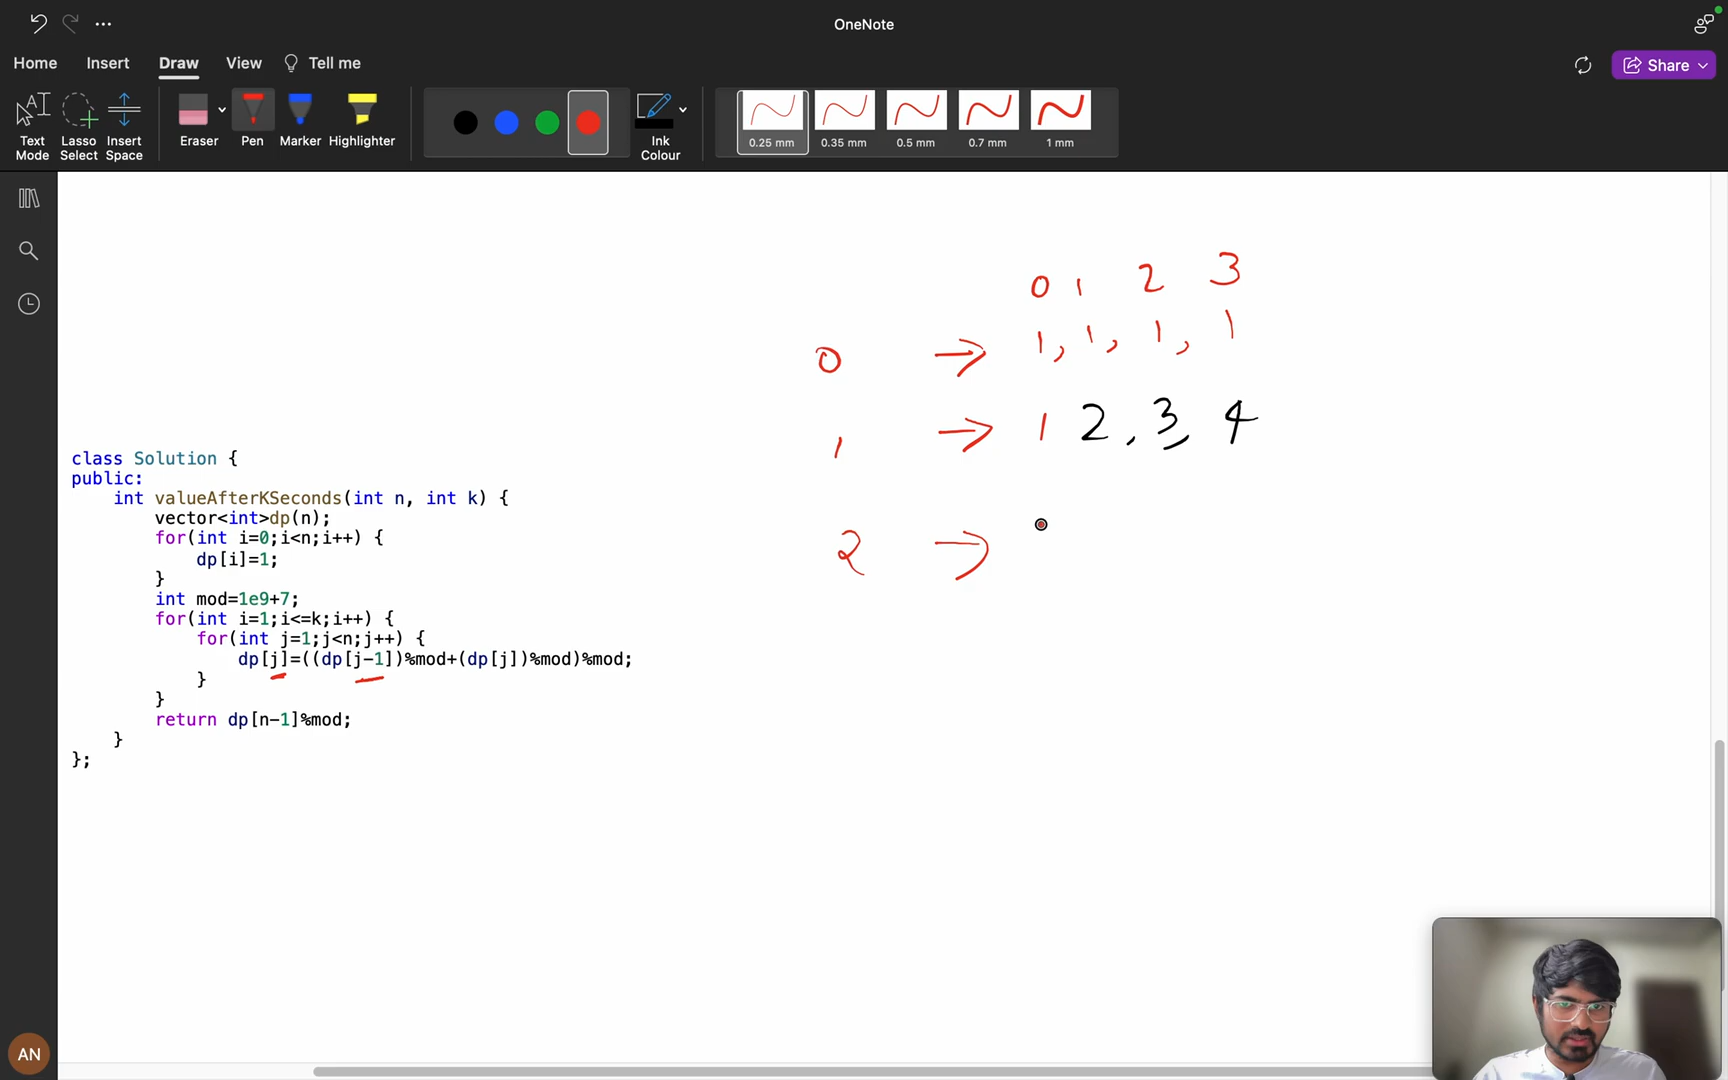 OneNote
Home Insert Draw View Tell me
Share
Text Mode
Lasso Select
Insert Space
Eraser
Pen
Marker
Highlighter
Ink Colour
0.25 mm
0.35 mm
0.5 mm
0.7 mm
1 mm
0 1 2 3
0 → 1, 1, 1, 1
1 → 1 2, 3, 4
2 →
class Solution {
public:
int valueAfterKSeconds(int n, int k) {
vector<int>dp(n);
for(int i=0;i<n;i++) {
dp[i]=1;
}
int mod=1e9+7;
for(int i=1;i<=k;i++) {
for(int j=1;j<n;j++) {
dp[j]=((dp[j-1])%mod+(dp[j])%mod)%mod;
}
}
return dp[n-1]%mod;
}
};
AN